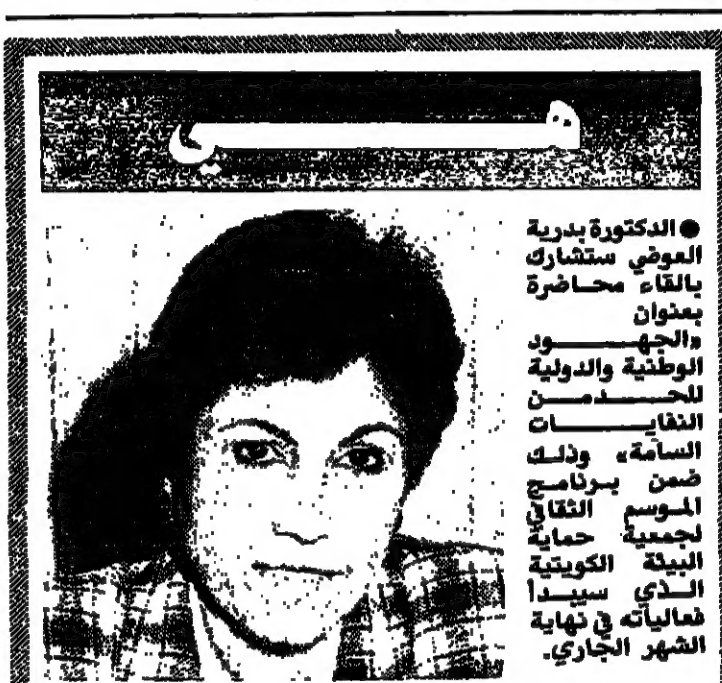 هي
● الدكتورة بدرية
العوضي ستشارك
بالقاء محاضرة
بعنوان
«الجهود
الوطنية والدولية
للحد من
النفايات
السامة» وذلك
ضمن برنامج
الموسم الثقافي
لجمعية حماية
البيئة الكويتية
الذي سيبدأ
فعالياته في نهاية
الشهر الجاري.